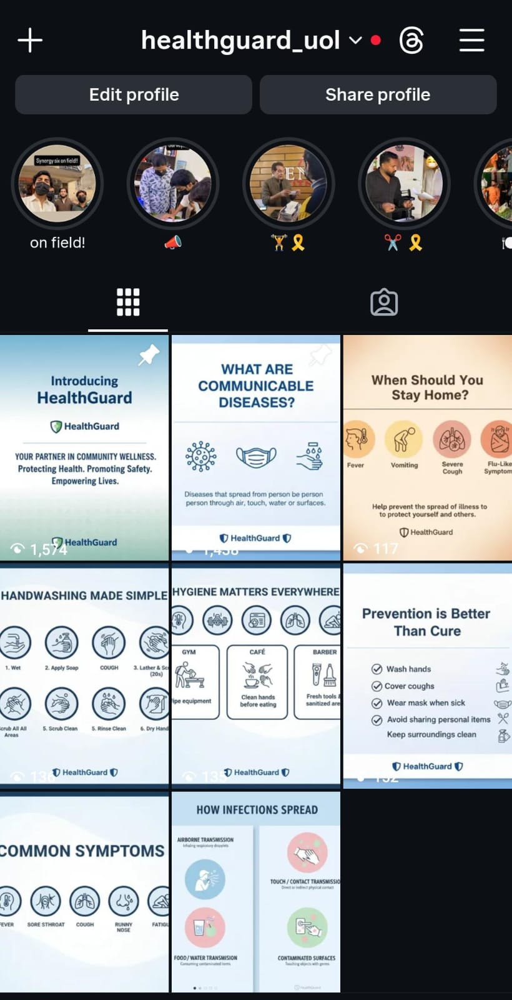 healthguard_uol
Edit profile
Share profile
Synergy six on field!!
EN
on field!
Introducing
HealthGuard
HealthGuard
YOUR PARTNER IN COMMUNITY WELLNESS.
Protecting Health. Promoting Safety.
Empowering Lives.
HealthGuard
1,574
WHAT ARE
COMMUNICABLE
DISEASES?
Diseases that spread from person be person
person through air, touch, water or surfaces.
HealthGuard
1,438
When Should You
Stay Home?
Fever
Vomiting
Severe
Cough
Flu-Like
Symptom
Help prevent the spread of illness to
to protect yourself and others.
HealthGuard
117
HANDWASHING MADE SIMPLE
1. Wet
2. Apply Soap
COUGH
3. Lather & Sc
(20s)
crub All All
Areas
5. Scrub Clean
5. Rinse Clean
6. Dry Hand
HealthGuard
136
HYGIENE MATTERS EVERYWHERE
GYM
ipe equipment
CAFÉ
Clean hands
before eating
BARBER
Fresh tools &
sanitized are
HealthGuard
135
Prevention is Better
Than Cure
Wash hands
Cover coughs
Wear mask when sick
Avoid sharing personal items
Keep surroundings clean
HealthGuard
132
COMMON SYMPTOMS
FEVER
SORE STHROAT
COUGH
RUNNY
NOSE
FATIGU
HOW INFECTIONS SPREAD
AIRBORNE TRANSMISSION
Inhaling respiratory droplets
TOUCH / CONTACT TRANSMISSIO
Direct or indirect physical contact
FOOD / WATER TRANSMISION
Consuming contaminated items
CONTAMINATED SURFACES
Touching objects with germs
HealthGuard